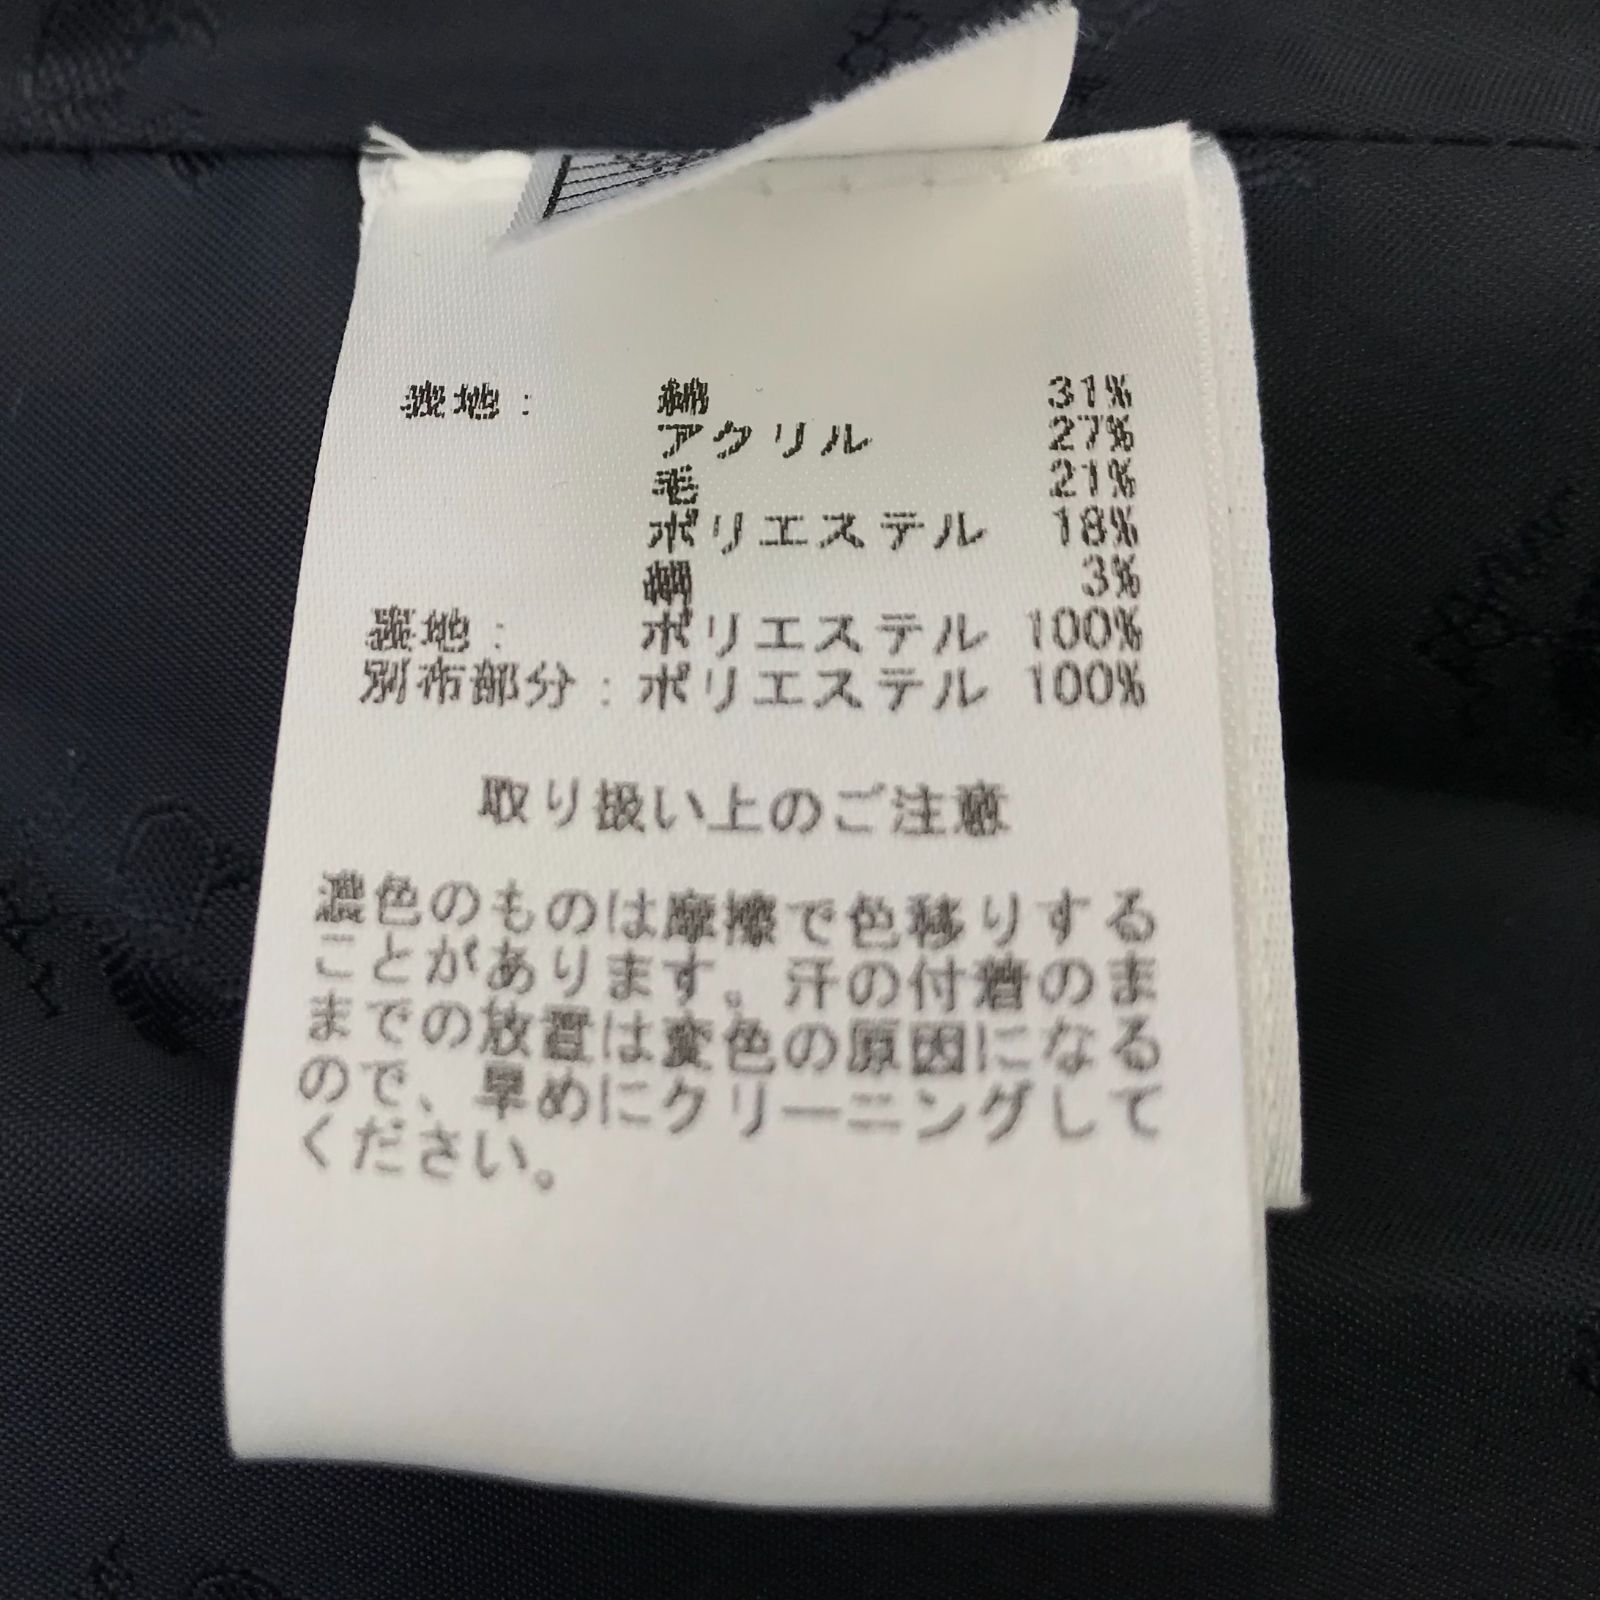 表地： 綿 31%
アクリル 27%
毛 21%
ポリエステル 18%
絹 3%
裏地： ポリエステル 100%
別布部分： ポリエステル 100%
取り扱い上のご注意
濃色のものは摩擦で色移りする
ことがあります。汗の付着のま
までの放置は変色の原因になる
ので、早めにクリーニングして
ください。